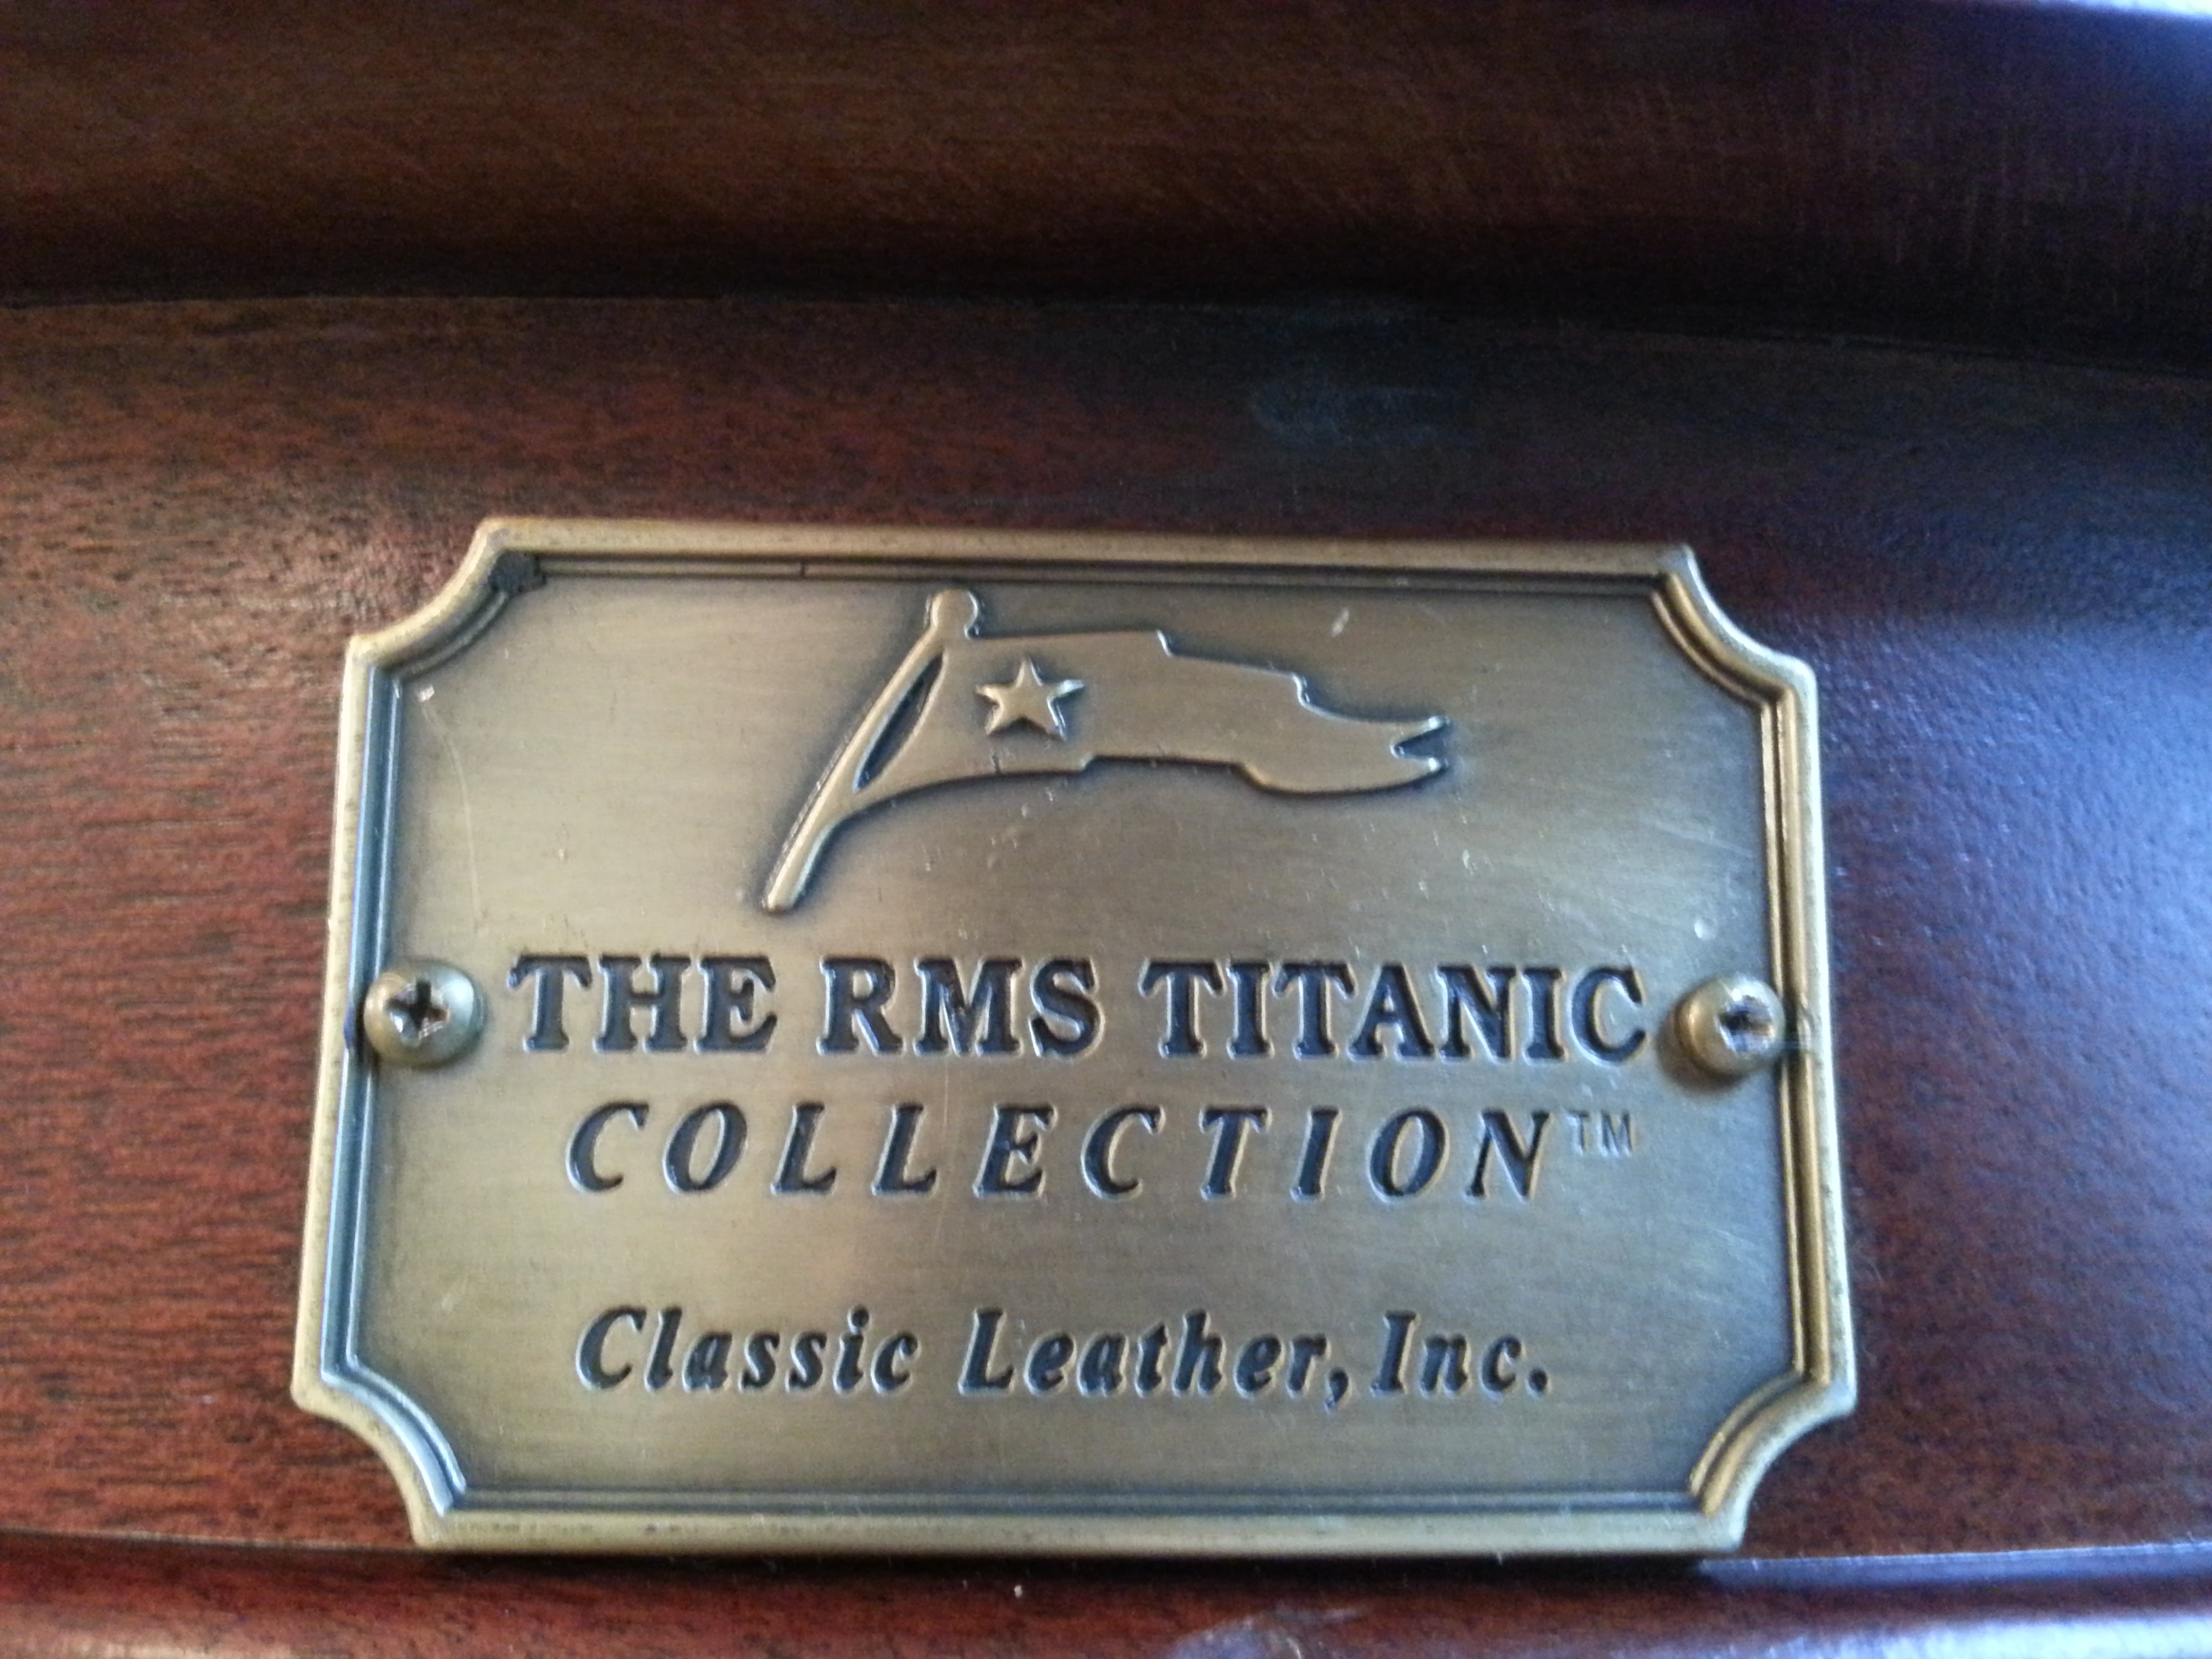 THE RMS TITANIC
COLLECTION™
Classic Leather, Inc.